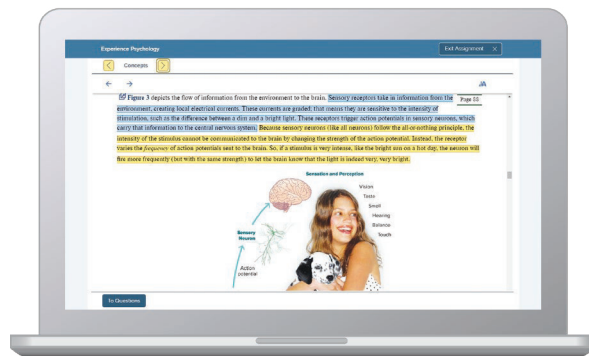 Experience Psychology
Exit Assignment X
Concepts
Figure 3 depicts the flow of information from the environment to the brain. Sensory receptors take in information from the
Page 88
environment, creating local electrical currents. These currents are graded; that means they are sensitive to the intensity of
stimulation, such as the difference between a dim and a bright light. These receptors trigger action potentials in sensory neurons, which
carry that information to the central nervous system. Because sensory neurons (like all neurons) follow the all-or-nothing principle, the
intensity of the stimulus cannot be communicated to the brain by changing the strength of the action potential. Instead, the receptor
varies the frequency of action potentials sent to the brain. So, if a stimulus is very intense, like the bright sun on a hot day, the neuron will
fire more frequently (but with the same strength) to let the brain know that the light is indeed very, very bright.
Sensation and Perception
Vision
Taste
Smell
Hearing
Balance
Touch
Sensory
Neuron
Action
potential
To Questions